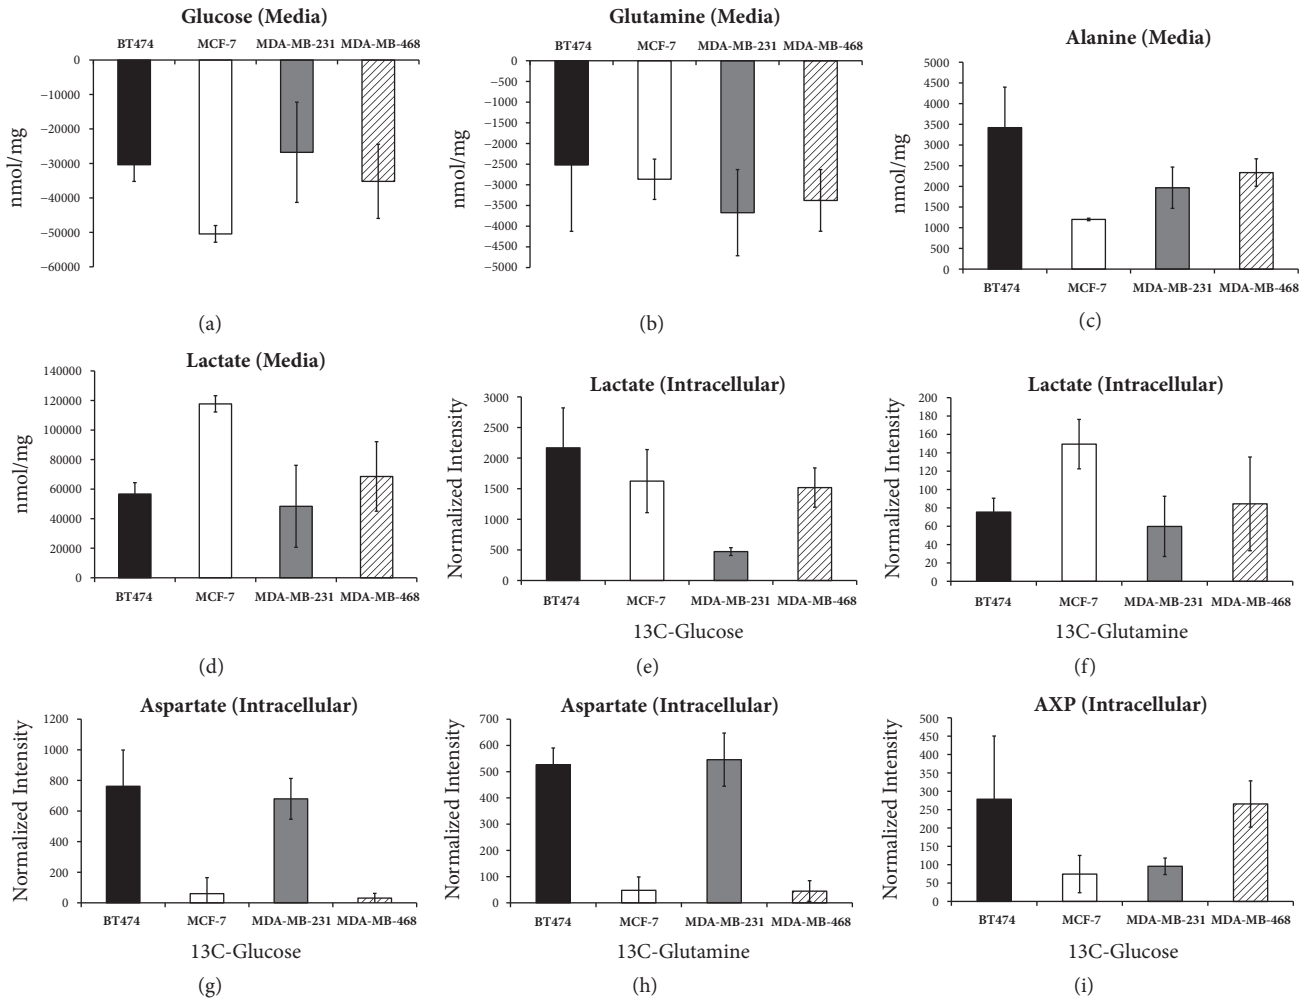 Glucose (Media)
BT474 MCF-7 MDA-MB-231 MDA-MB-468
0
−10000
−20000
−30000
−40000
−50000
−60000
nmol/mg
(a)
Glutamine (Media)
BT474 MCF-7 MDA-MB-231 MDA-MB-468
0
−500
−1000
−1500
−2000
−2500
−3000
−3500
−4000
−4500
−5000
nmol/mg
(b)
Alanine (Media)
5000
4500
4000
3500
3000
2500
2000
1500
1000
500
0
nmol/mg
BT474 MCF-7 MDA-MB-231 MDA-MB-468
(c)
Lactate (Media)
140000
120000
100000
80000
60000
40000
20000
0
nmol/mg
BT474 MCF-7 MDA-MB-231 MDA-MB-468
(d)
Lactate (Intracellular)
3000
2500
2000
1500
1000
500
0
Normalized Intensity
BT474 MCF-7 MDA-MB-231 MDA-MB-468
13C-Glucose
(e)
Lactate (Intracellular)
200
180
160
140
120
100
80
60
40
20
0
Normalized Intensity
BT474 MCF-7 MDA-MB-231 MDA-MB-468
13C-Glutamine
(f)
Aspartate (Intracellular)
1200
1000
800
600
400
200
0
Normalized Intensity
BT474 MCF-7 MDA-MB-231 MDA-MB-468
13C-Glucose
(g)
Aspartate (Intracellular)
700
600
500
400
300
200
100
0
Normalized Intensity
BT474 MCF-7 MDA-MB-231 MDA-MB-468
13C-Glutamine
(h)
AXP (Intracellular)
500
450
350
300
250
200
150
100
50
0
Normalized Intensity
BT474 MCF-7 MDA-MB-231 MDA-MB-468
13C-Glucose
(i)